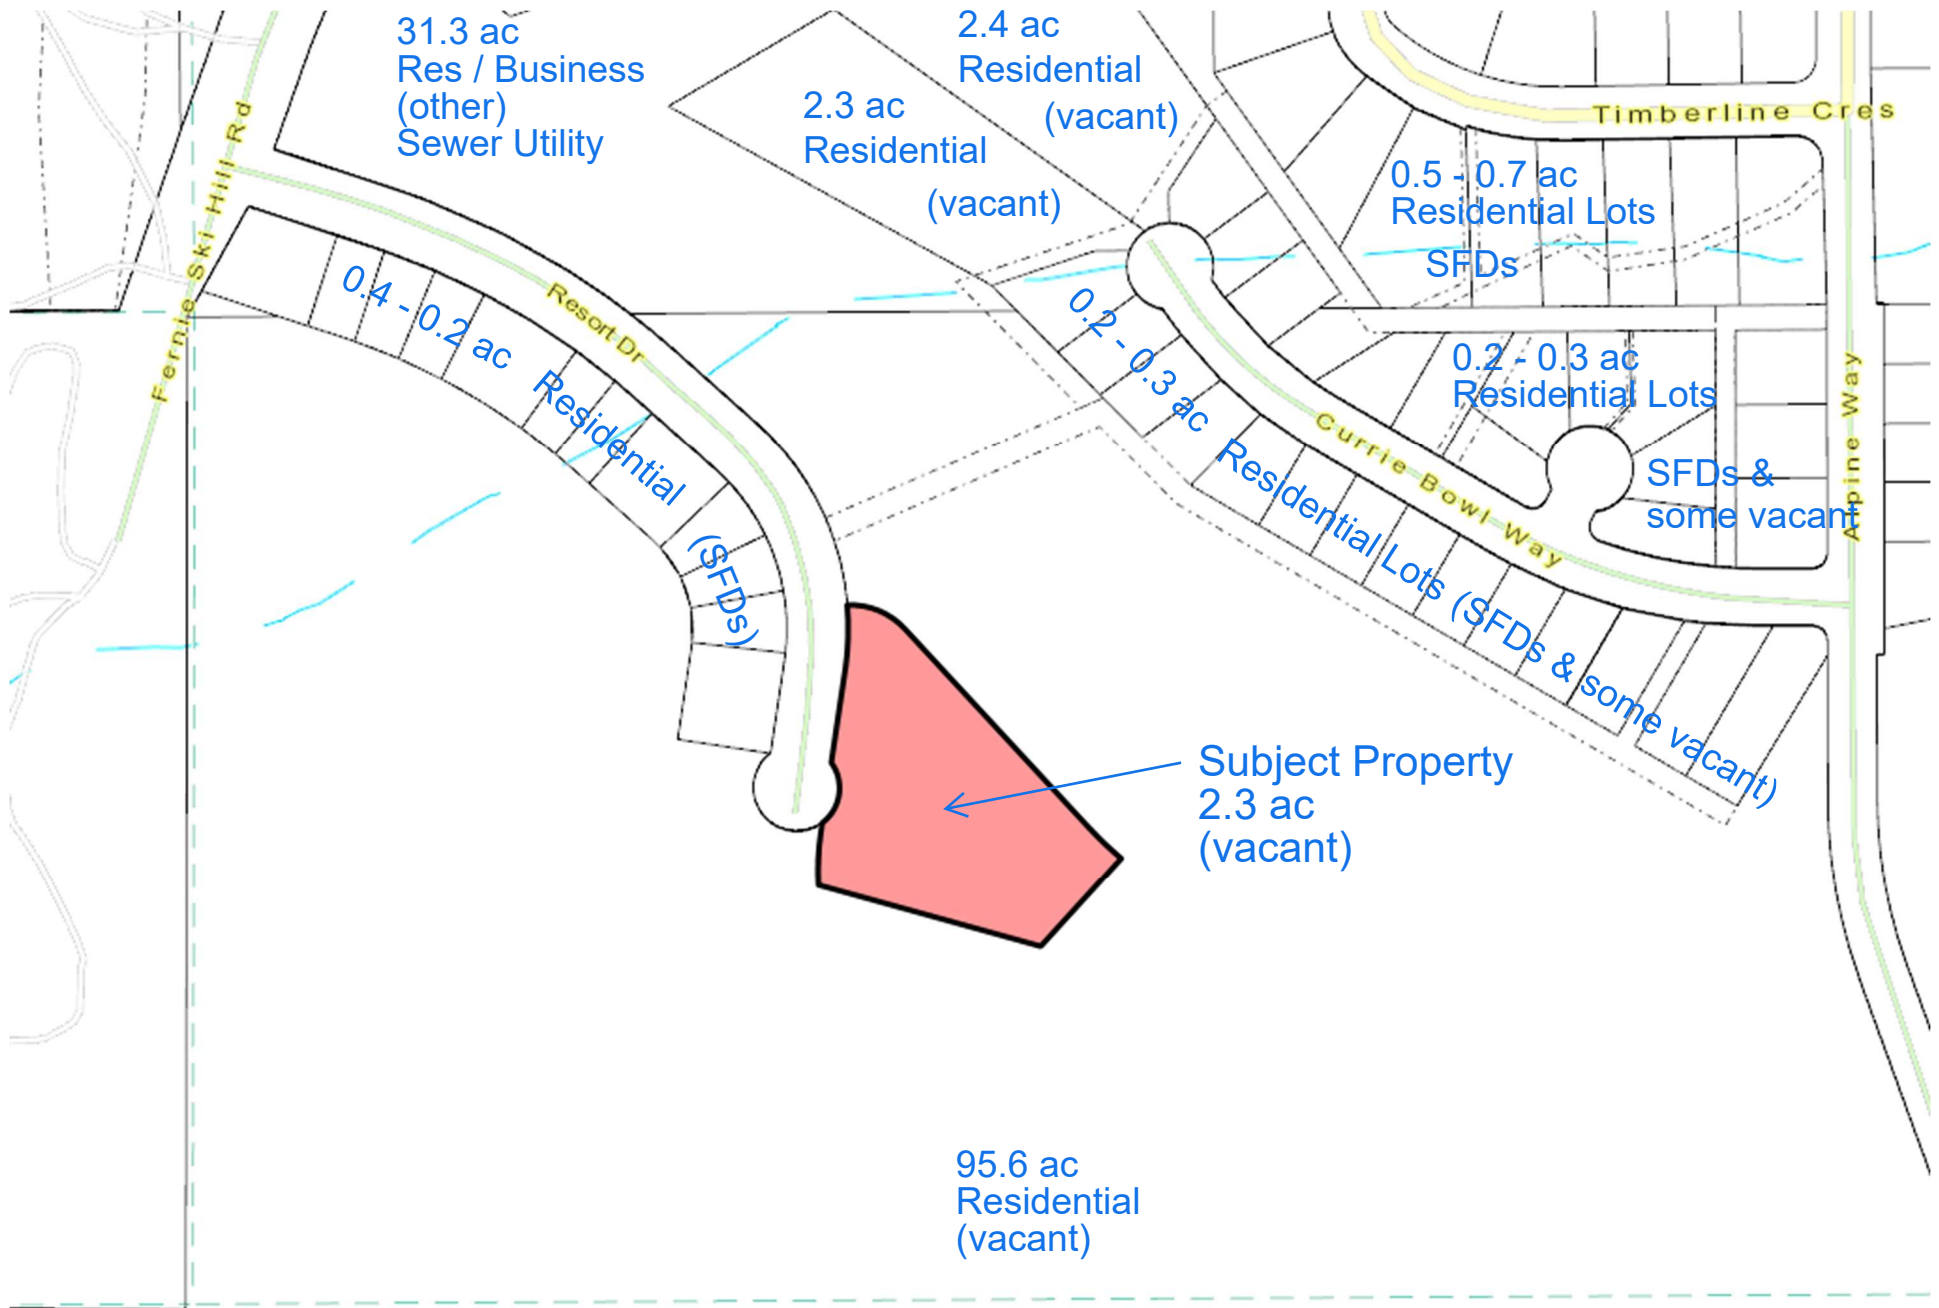 31.3 ac
Res / Business
(other)
Sewer Utility
2.3 ac
Residential
(vacant)
2.4 ac
Residential
(vacant)
Timberline Cres
0.5 - 0.7 ac
Residential Lots
SFDs
Fernie Ski Hill Rd
Resort Dr
0.4 - 0.2 ac Residential (SFDs)
0.2 - 0.3 ac Residential Lots (SFDs & some vacant)
Currie Bowl Way
0.2 - 0.3 ac
Residential Lots
SFDs &
some vacant
Alpine Way
Subject Property
2.3 ac
(vacant)
95.6 ac
Residential
(vacant)